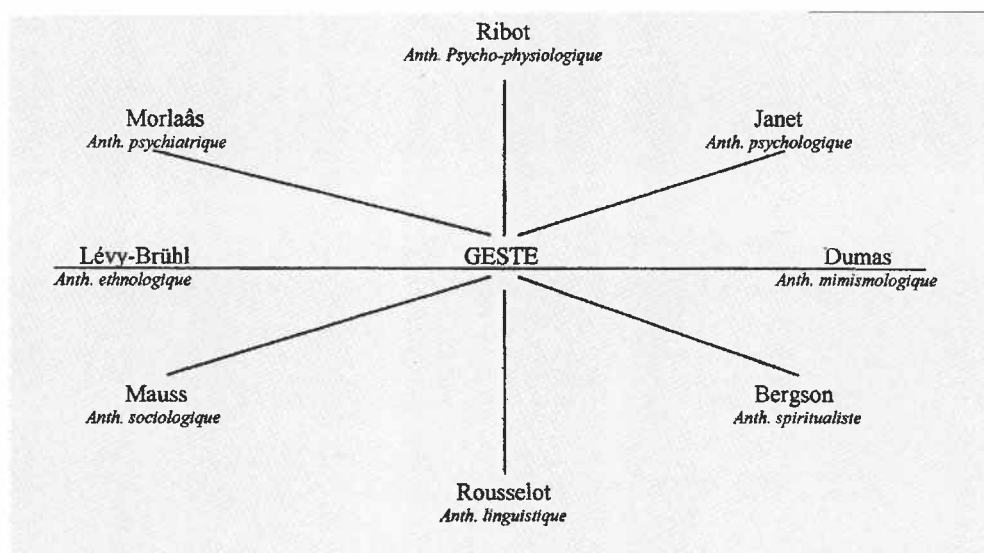 Ribot
Anth. Psycho-physiologique
Morlaâs
Anth. psychiatrique
Janet
Anth. psychologique
Lévy-Brühl
Anth. ethnologique
GESTE
Dumas
Anth. mimismologique
Mauss
Anth. sociologique
Bergson
Anth. spiritualiste
Rousselot
Anth. linguistique